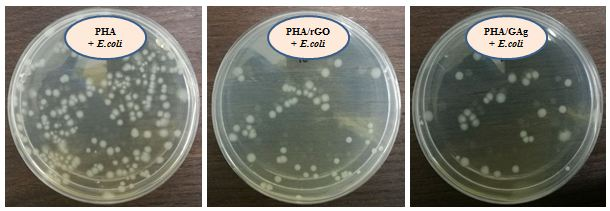 PHA
+ E.coli
PHA/rGO
+ E.coli
PHA/GAg
+ E.coli